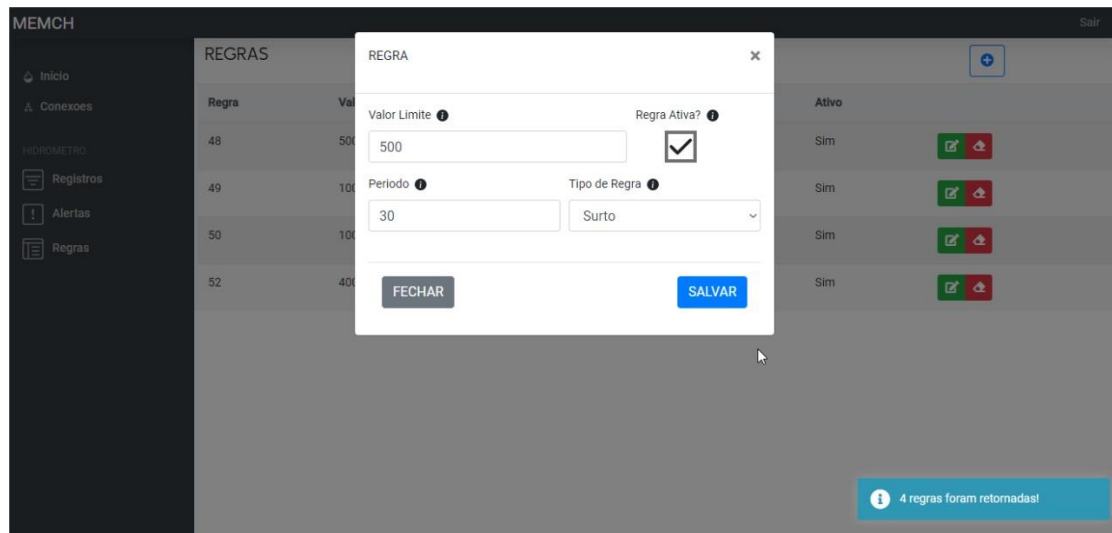 MEMCH
Sair
REGRAS
REGRA
×
Inicio
Conexoes
HIDROMETRO
Registros
Alertas
Regras
Regra
Ativo
48
Sim
49
Sim
50
Sim
52
Sim
Valor Limite
Regra Ativa?
500
Periodo
Tipo de Regra
30
Surto
FECHAR
SALVAR
4 regras foram retornadas!